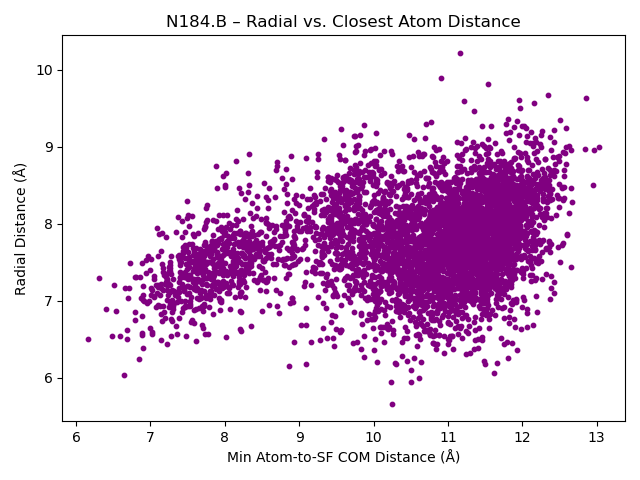 N184.B – Radial vs. Closest Atom Distance
10
9
8
7
6
Radial Distance (Å)
6 7 8 9 10 11 12 13
Min Atom-to-SF COM Distance (Å)